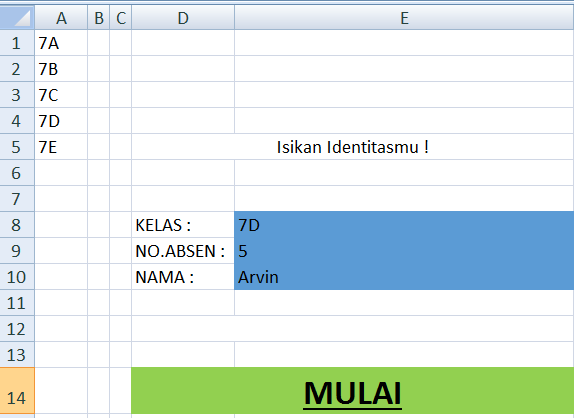 A B C D E
1 7A
2 7B
3 7C
4 7D
5 7E Isikan Identitasmu !
6
7
8 KELAS : 7D
9 NO.ABSEN : 5
10 NAMA : Arvin
11
12
13
14 MULAI